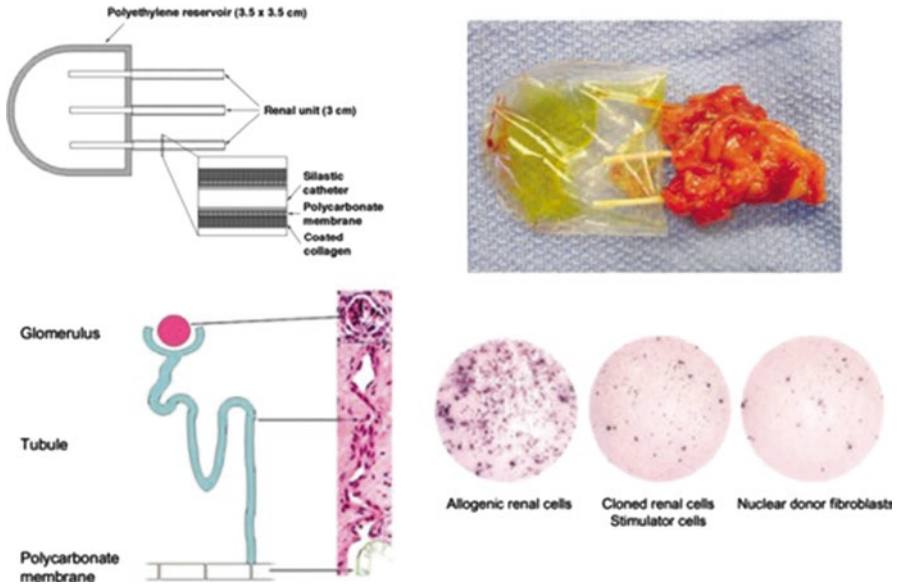 Polyethylene reservoir (3.5 x 3.5 cm)
Renal unit (3 cm)
Silastic
catheter
Polycarbonate
membrane
Coated
collagen
Glomerulus
Tubule
Polycarbonate
membrane
Allogenic renal cells
Cloned renal cells
Stimulator cells
Nuclear donor fibroblasts